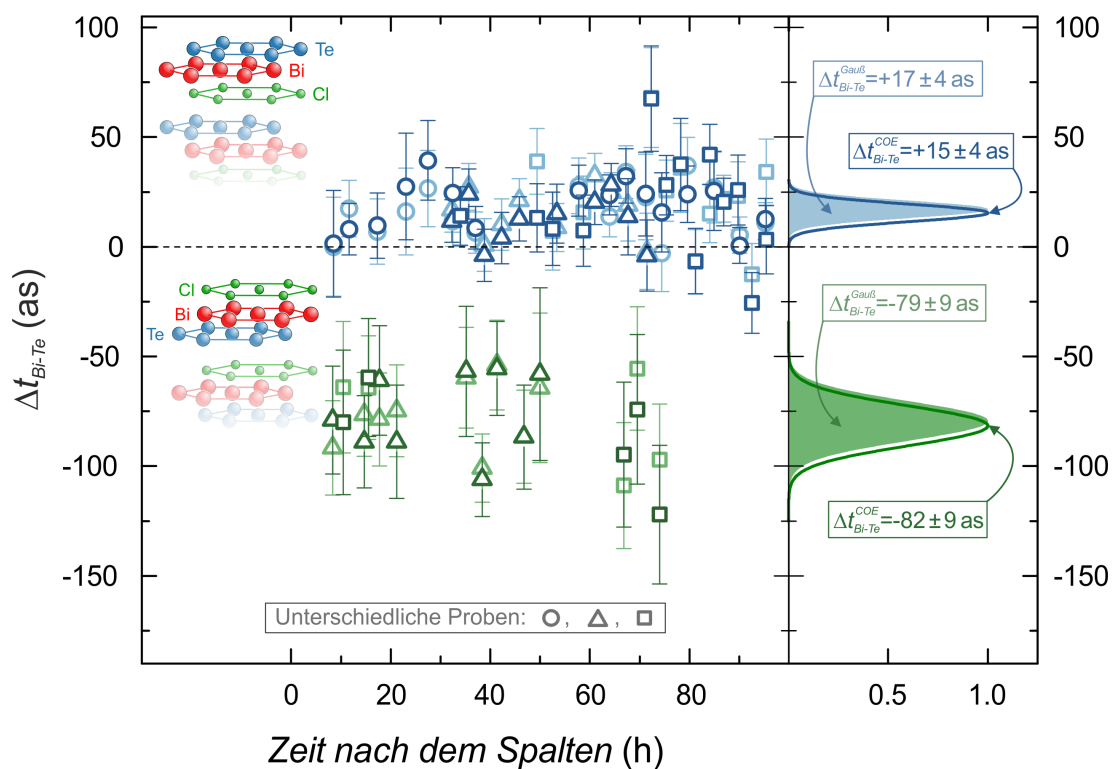 100
50
0
-50
-100
-150
Δt Bi-Te (as)
Te
Bi
Cl
Cl
Bi
Te
Unterschiedliche Proben: ○, △, □
0 20 40 60 80
Zeit nach dem Spalten (h)
Δt Gauß Bi-Te =+17±4 as
Δt COE Bi-Te =+15±4 as
Δt Gauß Bi-Te =-79±9 as
Δt COE Bi-Te =-82±9 as
0.5 1.0
100
50
0
-50
-100
-150